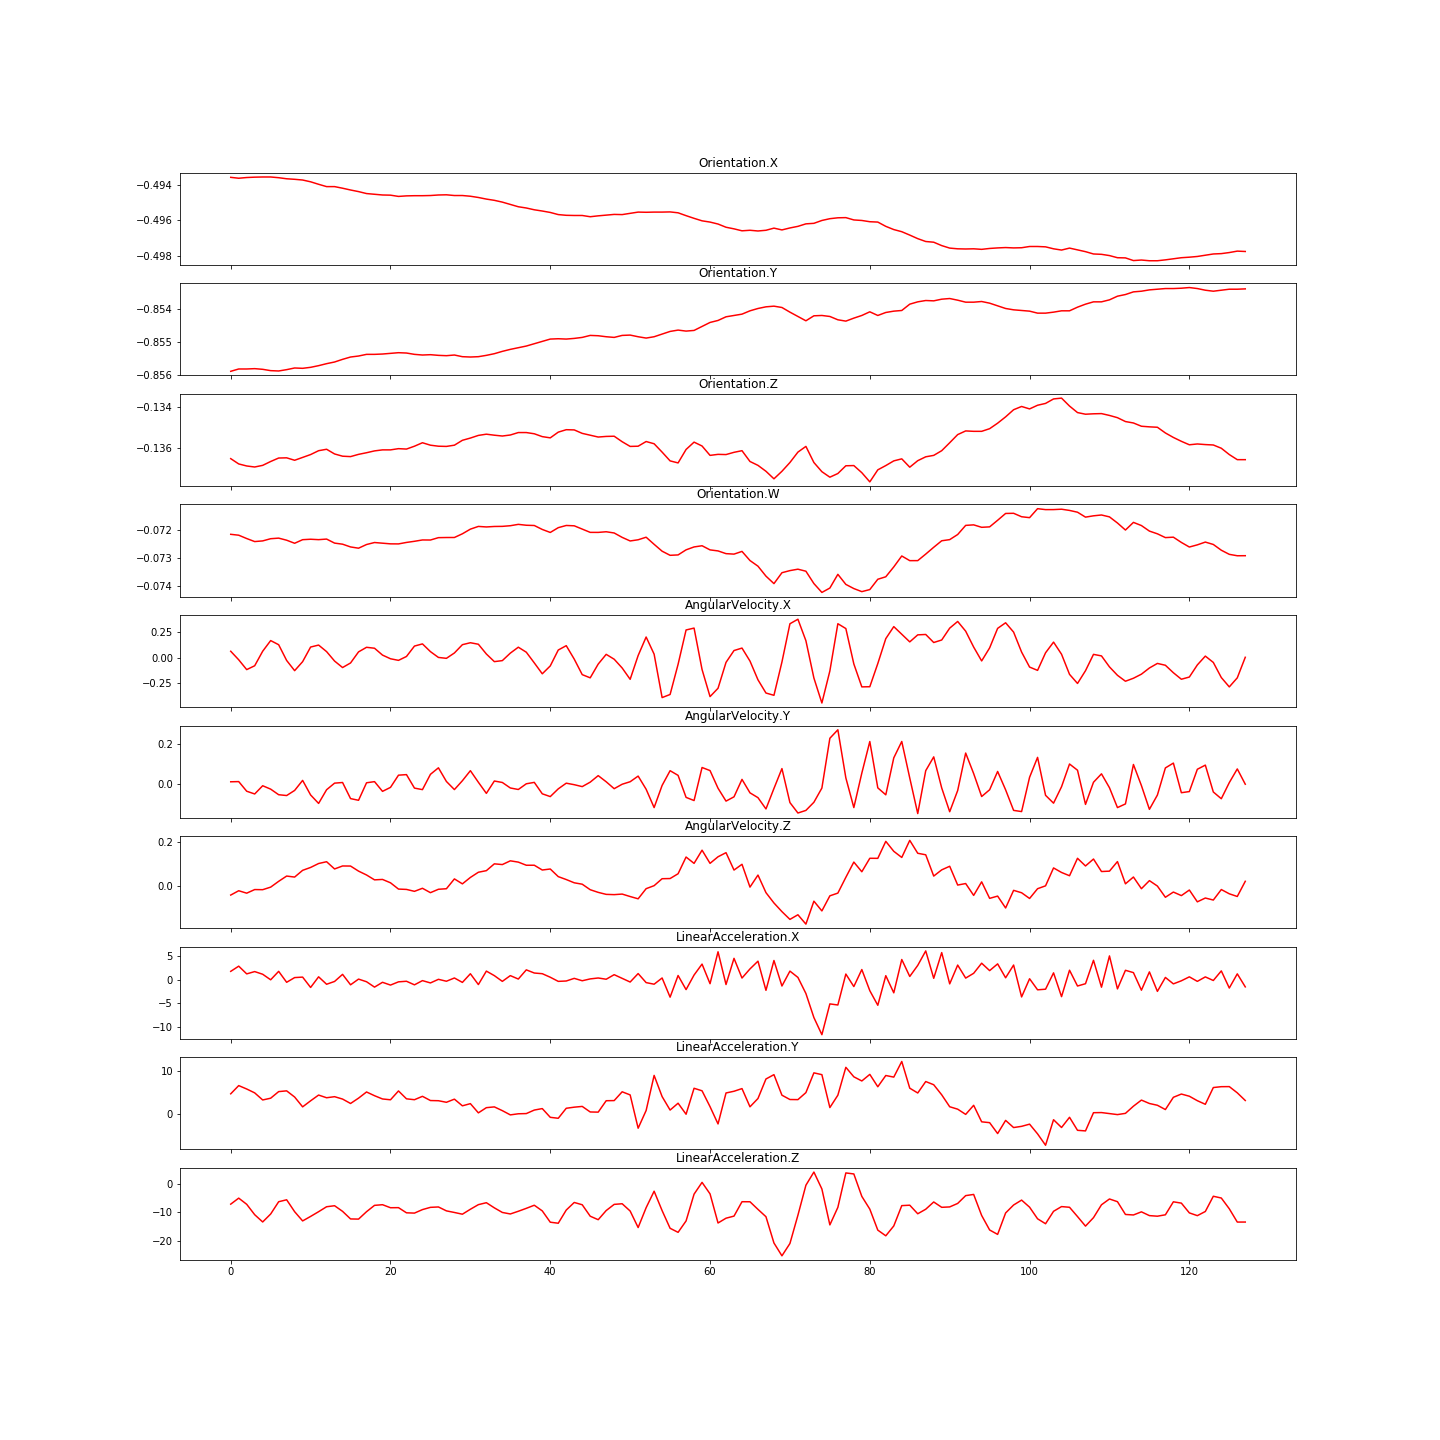 Orientation.X
−0.494
−0.496
−0.498
Orientation.Y
−0.854
−0.855
−0.856
Orientation.Z
−0.134
−0.136
Orientation.W
−0.072
−0.073
−0.074
AngularVelocity.X
0.25
0.00
−0.25
AngularVelocity.Y
0.2
0.0
AngularVelocity.Z
0.2
0.0
LinearAcceleration.X
5
0
−5
−10
LinearAcceleration.Y
10
0
LinearAcceleration.Z
0
−10
−20
0 20 40 60 80 100 120